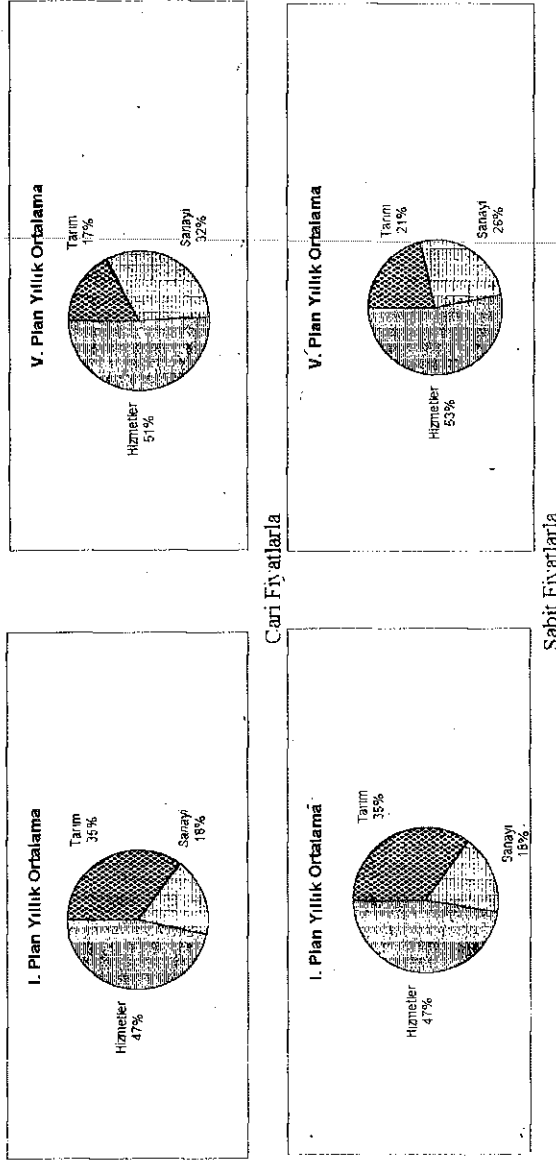 I. Plan Yıllık Ortalama
Tarım
35%
Sanayi
18%
Hizmetler
47%
V. Plan Yıllık Ortalama
Tarım
17%
Sanayi
32%
Hizmetler
51%
Cari Fiyatlarla
I. Plan Yıllık Ortalama
Tarım
35%
Sanayi
18%
Hizmetler
47%
V. Plan Yıllık Ortalama
Tarım
21%
Sanayi
26%
Hizmetler
53%
Sabit Fiyatlarla